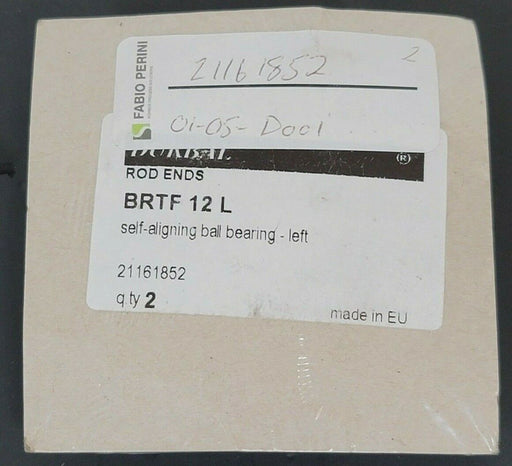 FABIO PERINI
21161852
2
01-05-D001
DURBAL ®
ROD ENDS
BRTF 12 L
self-aligning ball bearing - left
21161852
q.ty 2
made in EU